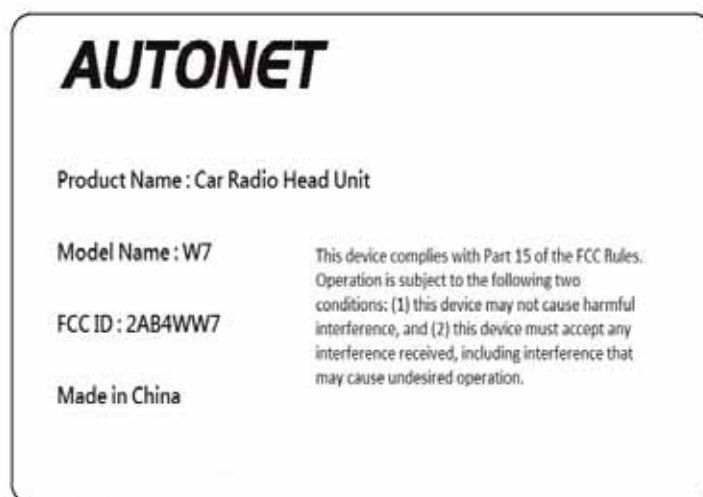 AUTONET
Product Name : Car Radio Head Unit
Model Name : W7
FCC ID : 2AB4WW7
Made in China
This device complies with Part 15 of the FCC Rules.
Operation is subject to the following two
conditions: (1) this device may not cause harmful
interference, and (2) this device must accept any
interference received, including interference that
may cause undesired operation.